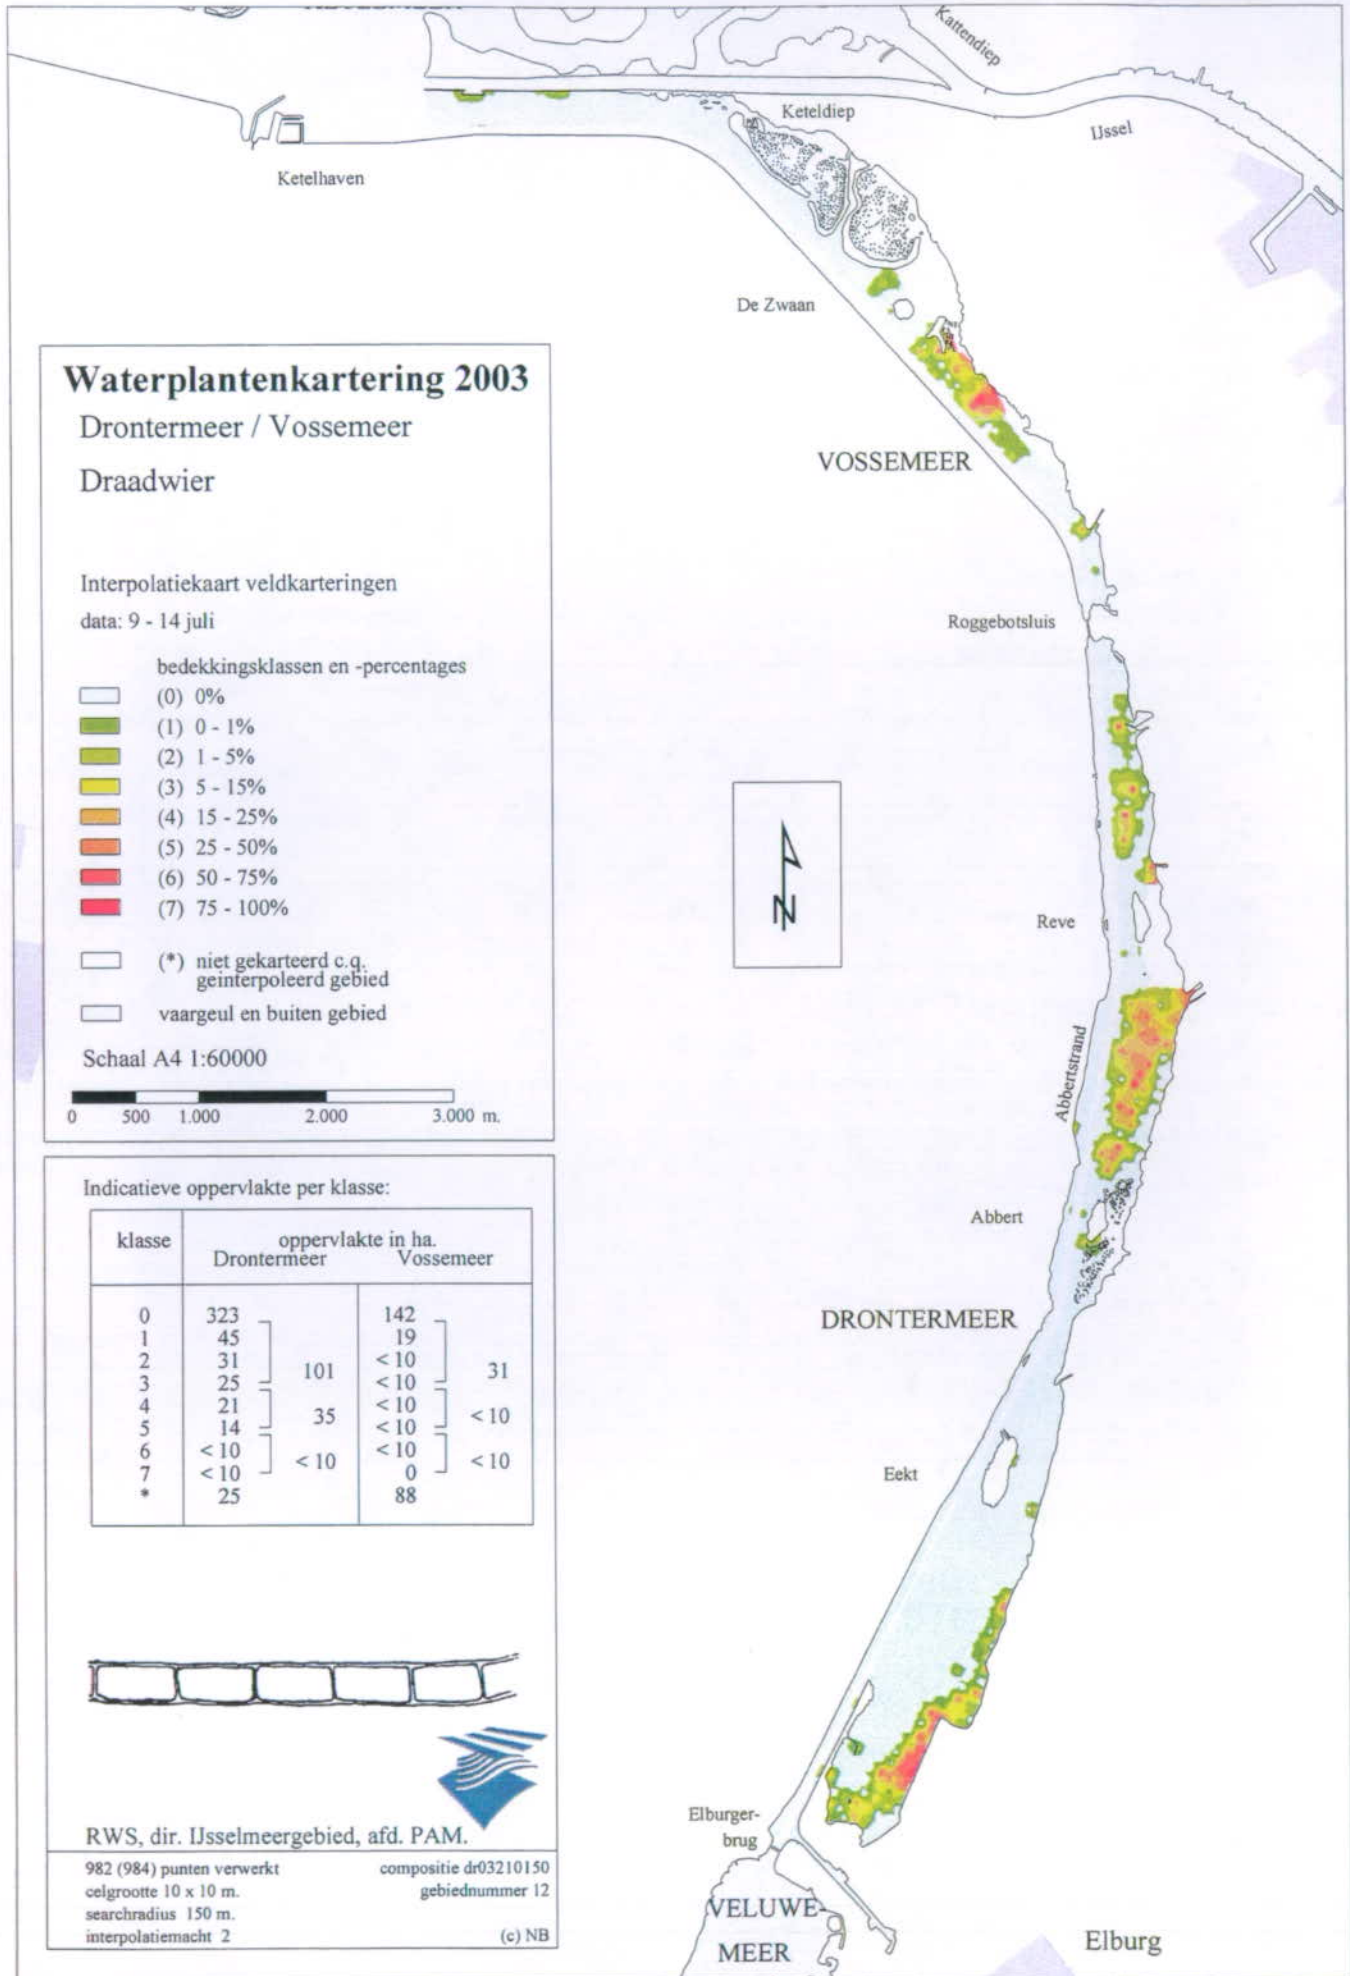 Kattendiep
Keteldiep
IJssel
Ketelhaven
De Zwaan
Waterplantenkartering 2003
Drontermeer / Vossemeer
Draadwier
VOSSEMEER
Interpolatiekaart veldkarteringen
data: 9 - 14 juli
Roggebotsluis
bedekkingsklassen en -percentages
(0) 0%
(1) 0 - 1%
(2) 1 - 5%
(3) 5 - 15%
(4) 15 - 25%
(5) 25 - 50%
(6) 50 - 75%
(7) 75 - 100%
(*) niet gekarteerd c.q.
geinterpoleerd gebied
vaargeul en buiten gebied
Schaal A4 1:60000
0 500 1.000 2.000 3.000 m.
N
Reve
Abbertstrand
Abbert
DRONTERMEER
Eekt
Indicatieve oppervlakte per klasse:
klasse oppervlakte in ha.
Drontermeer Vossemeer
0 323 142
1 45 19
2 31 < 10
101 31
3 25 < 10
4 21 < 10
35 < 10
5 14 < 10
6 < 10 < 10
< 10 < 10
7 < 10 0
* 25 88
RWS, dir. IJsselmeergebied, afd. PAM.
982 (984) punten verwerkt compositie dr03210150
celgrootte 10 x 10 m. gebiednummer 12
searchradius 150 m.
interpolatiemacht 2 (c) NB
Elburger-
brug
VELUWE-
MEER
Elburg